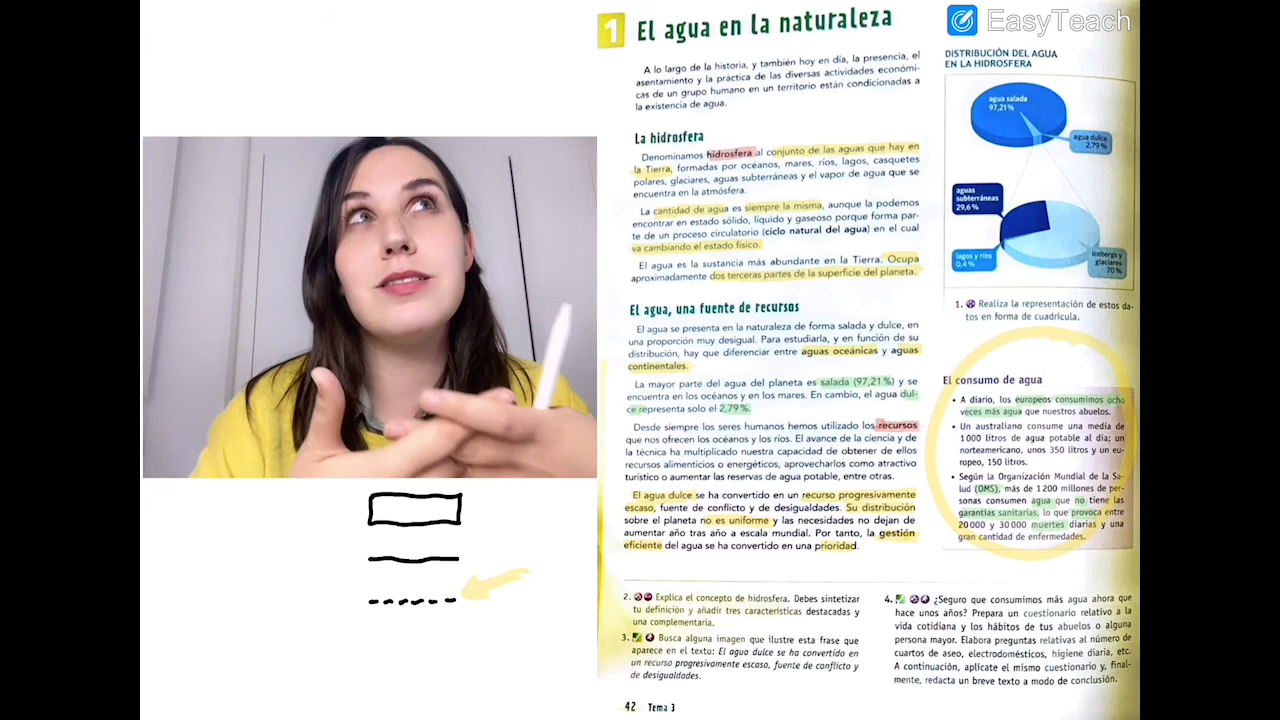 1 El agua en la naturaleza
EasyTeach
A lo largo de la historia, y también hoy en día, la presencia, el
asentamiento y la práctica de las diversas actividades económi-
cas de un grupo humano en un territorio están condicionadas a
la existencia de agua.
La hidrosfera
Denominamos hidrosfera al conjunto de las aguas que hay en
la Tierra, formadas por océanos, mares, ríos, lagos, casquetes
polares, glaciares, aguas subterráneas y el vapor de agua que se
encuentra en la atmósfera.
La cantidad de agua es siempre la misma, aunque la podemos
encontrar en estado sólido, líquido y gaseoso porque forma par-
te de un proceso circulatorio (ciclo natural del agua) en el cual
va cambiando el estado físico.
El agua es la sustancia más abundante en la Tierra. Ocupa
aproximadamente dos terceras partes de la superficie del planeta.
El agua, una fuente de recursos
El agua se presenta en la naturaleza de forma salada y dulce, en
una proporción muy desigual. Para estudiarla, y en función de su
distribución, hay que diferenciar entre aguas oceánicas y aguas
continentales.
La mayor parte del agua del planeta es salada (97,21%) y se
encuentra en los océanos y en los mares. En cambio, el agua dul-
ce representa solo el 2,79%.
Desde siempre los seres humanos hemos utilizado los recursos
que nos ofrecen los océanos y los ríos. El avance de la ciencia y de
la técnica ha multiplicado nuestra capacidad de obtener de ellos
recursos alimenticios o energéticos, aprovecharlos como atractivo
turístico o aumentar las reservas de agua potable, entre otras.
El agua dulce se ha convertido en un recurso progresivamente
escaso, fuente de conflicto y de desigualdades. Su distribución
sobre el planeta no es uniforme y las necesidades no dejan de
aumentar año tras año a escala mundial. Por tanto, la gestión
eficiente del agua se ha convertido en una prioridad.
DISTRIBUCIÓN DEL AGUA
EN LA HIDROSFERA
agua salada
97,21%
agua dulce
2,79%
aguas
subterráneas
29,6%
lagos y ríos
0,4%
icebergs y
glaciares
70%
1. Realiza la representación de estos da-
tos en forma de cuadrícula.
El consumo de agua
• A diario, los europeos consumimos ocho
veces más agua que nuestros abuelos.
• Un australiano consume una media de
1000 litros de agua potable al día; un
norteamericano, unos 350 litros y un eu-
ropeo, 150 litros.
• Según la Organización Mundial de la Sa-
lud (OMS), más de 1200 millones de per-
sonas consumen agua que no tiene las
garantías sanitarias, lo que provoca entre
20000 y 30000 muertes diarias y una
gran cantidad de enfermedades.
2. Explica el concepto de hidrosfera. Debes sintetizar
tu definición y añadir tres características destacadas y
una complementaria.
3. Busca alguna imagen que ilustre esta frase que
aparece en el texto: El agua dulce se ha convertido en
un recurso progresivamente escaso, fuente de conflicto y
de desigualdades.
4. ¿Seguro que consumimos más agua ahora que
hace unos años? Prepara un cuestionario relativo a la
vida cotidiana y los hábitos de tus abuelos o alguna
persona mayor. Elabora preguntas relativas al número de
cuartos de aseo, electrodomésticos, higiene diaria, etc.
A continuación, aplícate el mismo cuestionario y, final-
mente, redacta un breve texto a modo de conclusión.
42 Tema 3